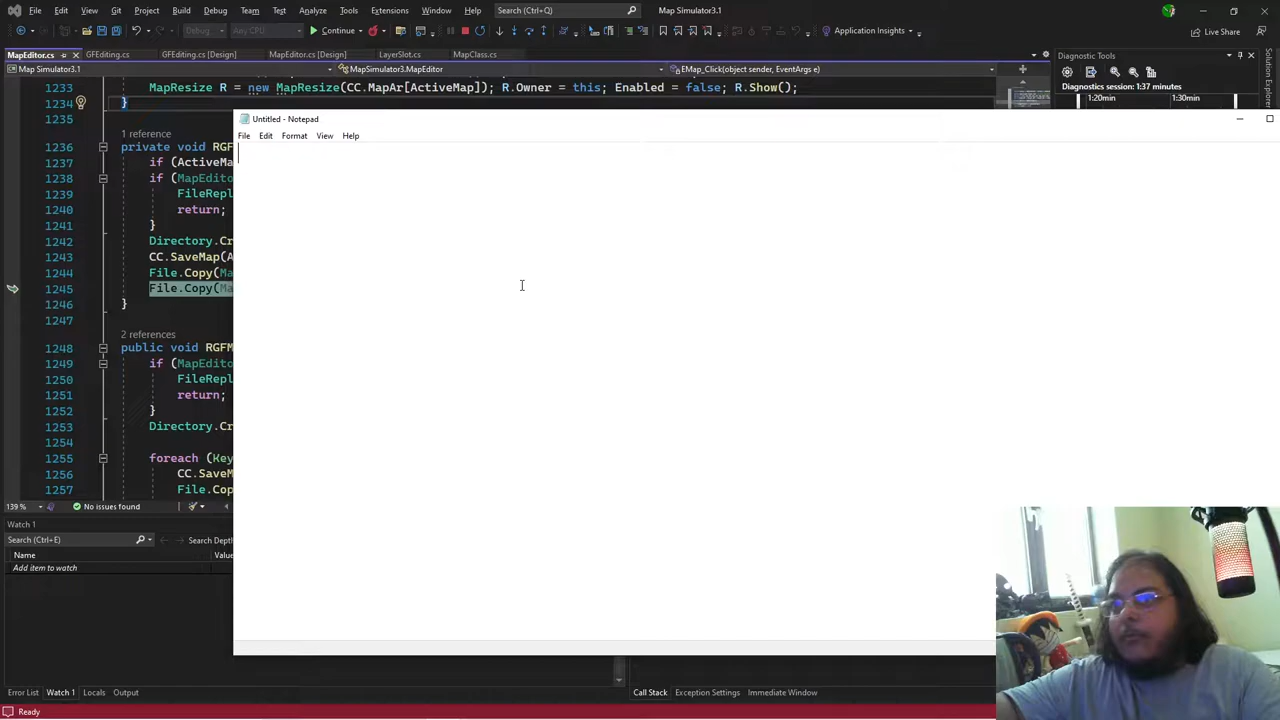 File Edit View Git Project Build Debug Team Test Analyze Tools Extensions Window Help Search (Ctrl+Q) Map Simulator3.1
Debug Any CPU Continue Application Insights Live Share
MapEditor.cs GFEditing.cs GFEditing.cs [Design] MapEditor.cs [Design] LayerSlot.cs MapClass.cs Diagnostic Tools
Map Simulator3.1 MapSimulator3.MapEditor EMap_Click(object sender, EventArgs e)
Diagnostics session: 1:37 minutes
1:20min 1:30min
Solution Explorer
1233 MapResize R = new MapResize(CC.MapAr[ActiveMap]); R.Owner = this; Enabled = false; R.Show();
1234 }
1235
1 reference
1236 private void RGF
1237 if (ActiveMa
1238 if (MapEdito
1239 FileRepl
1240 return;
1241 }
1242 Directory.Cr
1243 CC.SaveMap(A
1244 File.Copy(Ma
1245 File.Copy(Ma
1246 }
1247
2 references
1248 public void RGFM
1249 if (MapEdito
1250 FileRepl
1251 return;
1252 }
1253 Directory.Cr
1254
1255 foreach (Key
1256 CC.SaveM
1257 File.Cop
Untitled - Notepad
File Edit Format View Help
139 % No issues found
Watch 1
Search (Ctrl+E) Search Depth
Name Value
Add item to watch
Error List Watch 1 Locals Output Call Stack Exception Settings Immediate Window
Ready